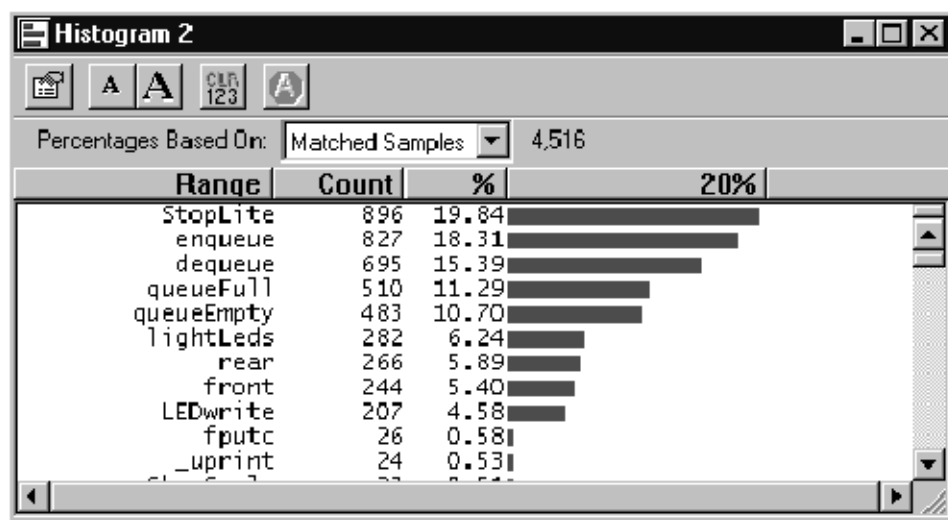 Histogram 2
A A CLR 123 A
Percentages Based On: Matched Samples 4,516
Range Count % 20%
StopLite 896 19.84
enqueue 827 18.31
dequeue 695 15.39
queueFull 510 11.29
queueEmpty 483 10.70
lightLeds 282 6.24
rear 266 5.89
front 244 5.40
LEDwrite 207 4.58
fputc 26 0.58
_uprint 24 0.53